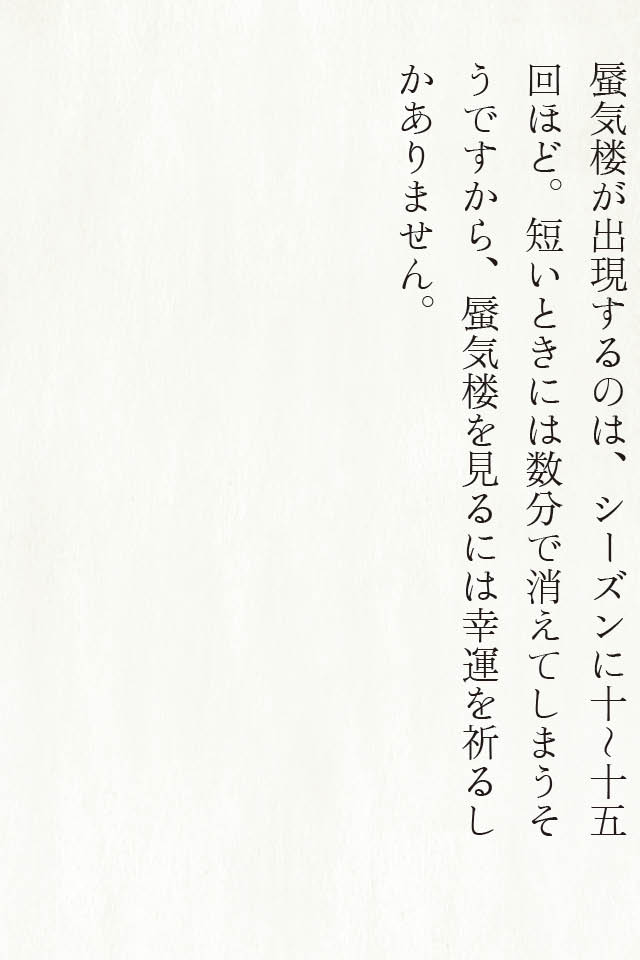 蜃気楼が出現するのは、シーズンに十〜十五
回ほど。短いときには数分で消えてしまうそ
うですから、蜃気楼を見るには幸運を祈るし
かありません。